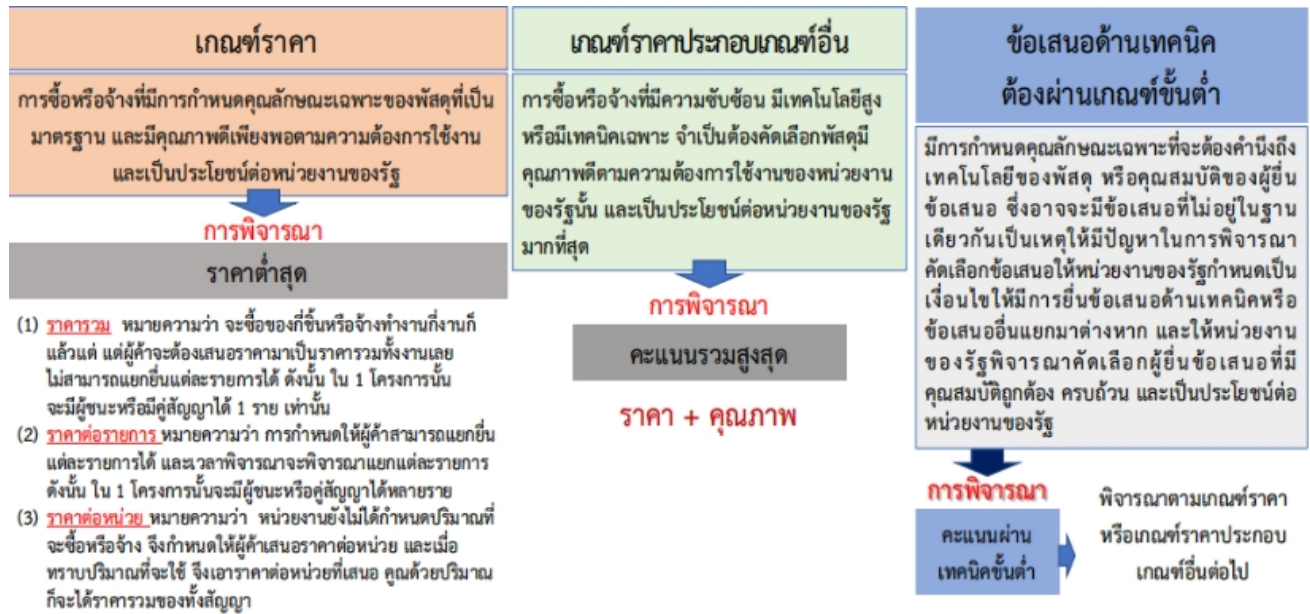 เกณฑ์ราคา
การซื้อหรือจ้างที่มีการกำหนดคุณลักษณะเฉพาะของพัสดุที่เป็น
มาตรฐาน และมีคุณภาพดีเพียงพอตามความต้องการใช้งาน
และเป็นประโยชน์ต่อหน่วยงานของรัฐ
การพิจารณา
ราคาต่ำสุด
(1) ราคารวม หมายความว่า จะซื้อของกี่ชิ้นหรือจ้างทำงานกี่งานก็
แล้วแต่ แต่ผู้ค้าจะต้องเสนอราคามาเป็นราคารวมทั้งงานเลย
ไม่สามารถแยกยื่นแต่ละรายการได้ ดังนั้น ใน 1 โครงการนั้น
จะมีผู้ชนะหรือมีคู่สัญญาได้ 1 ราย เท่านั้น
(2) ราคาต่อรายการ หมายความว่า การกำหนดให้ผู้ค้าสามารถแยกยื่น
แต่ละรายการได้ และเวลาพิจารณาจะพิจารณาแยกแต่ละรายการ
ดังนั้น ใน 1 โครงการนั้นจะมีผู้ชนะหรือคู่สัญญาได้หลายราย
(3) ราคาต่อหน่วย หมายความว่า หน่วยงานยังไม่ได้กำหนดปริมาณที่
จะซื้อหรือจ้าง จึงกำหนดให้ผู้ค้าเสนอราคาต่อหน่วย และเมื่อ
ทราบปริมาณที่จะใช้ จึงเอาราคาต่อหน่วยที่เสนอ คูณด้วยปริมาณ
ก็จะได้ราคารวมของทั้งสัญญา
เกณฑ์ราคาประกอบเกณฑ์อื่น
การซื้อหรือจ้างที่มีความซับซ้อน มีเทคโนโลยีสูง
หรือมีเทคนิคเฉพาะ จำเป็นต้องคัดเลือกพัสดุมี
คุณภาพดีตามความต้องการใช้งานของหน่วยงาน
ของรัฐนั้น และเป็นประโยชน์ต่อหน่วยงานของรัฐ
มากที่สุด
การพิจารณา
คะแนนรวมสูงสุด
ราคา + คุณภาพ
ข้อเสนอด้านเทคนิค
ต้องผ่านเกณฑ์ขั้นต่ำ
มีการกำหนดคุณลักษณะเฉพาะที่จะต้องคำนึงถึง
เทคโนโลยีของพัสดุ หรือคุณสมบัติของผู้ยื่น
ข้อเสนอ ซึ่งอาจจะมีข้อเสนอที่ไม่อยู่ในฐาน
เดียวกันเป็นเหตุให้มีปัญหาในการพิจารณา
คัดเลือกข้อเสนอให้หน่วยงานของรัฐกำหนดเป็น
เงื่อนไขให้มีการยื่นข้อเสนอด้านเทคนิคหรือ
ข้อเสนออื่นแยกมาต่างหาก และให้หน่วยงาน
ของรัฐพิจารณาคัดเลือกผู้ยื่นข้อเสนอที่มี
คุณสมบัติถูกต้อง ครบถ้วน และเป็นประโยชน์ต่อ
หน่วยงานของรัฐ
การพิจารณา
คะแนนผ่าน
เทคนิคขั้นต่ำ
พิจารณาตามเกณฑ์ราคา
หรือเกณฑ์ราคาประกอบ
เกณฑ์อื่นต่อไป